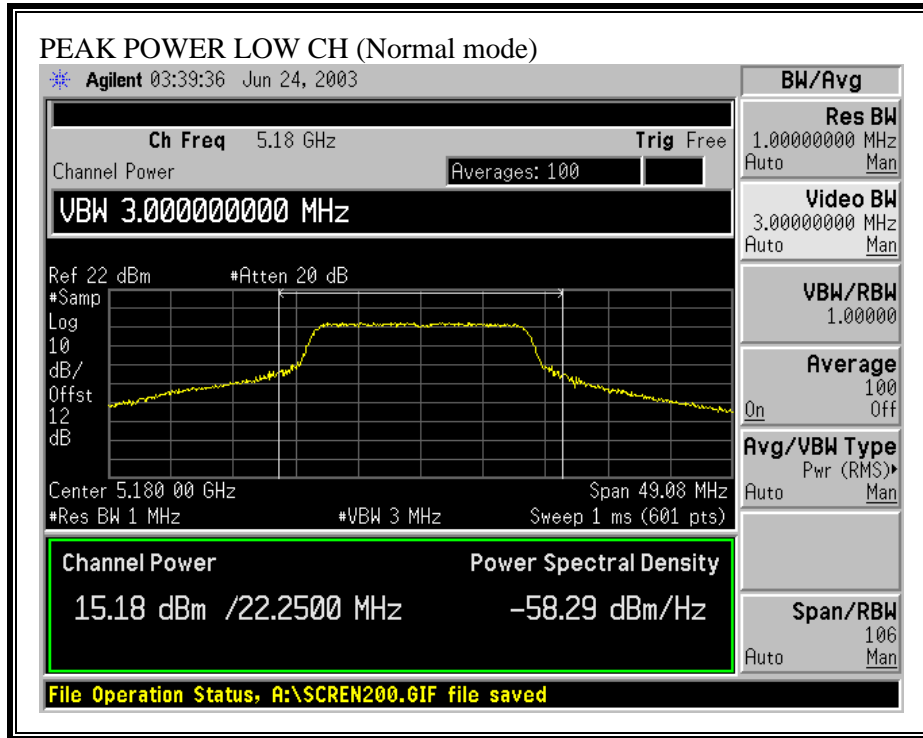 PEAK POWER LOW CH (Normal mode)
Agilent 03:39:36 Jun 24, 2003
BW/Avg
Ch Freq 5.18 GHz Trig Free
Channel Power Averages: 100
VBW 3.000000000 MHz
Ref 22 dBm #Atten 20 dB
#Samp
Log
10
dB/
Offst
12
dB
Center 5.180 00 GHz Span 49.08 MHz
#Res BW 1 MHz #VBW 3 MHz Sweep 1 ms (601 pts)
Channel Power Power Spectral Density
15.18 dBm /22.2500 MHz -58.29 dBm/Hz
Res BW
1.00000000 MHz
Auto Man
Video BW
3.00000000 MHz
Auto Man
VBW/RBW
1.00000
Average
100
On Off
Avg/VBW Type
Pwr (RMS)▸
Auto Man
Span/RBW
106
Auto Man
File Operation Status, A:\SCREN200.GIF file saved